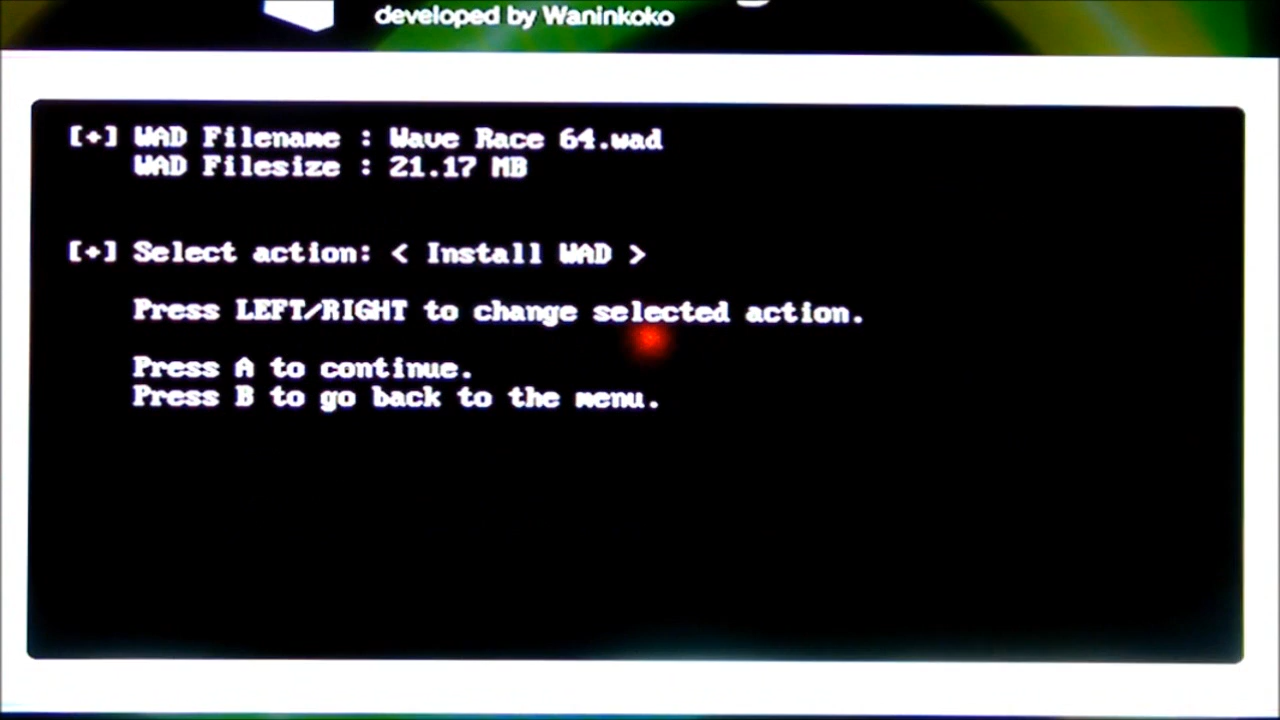 developed by Waninkoko
[+] WAD Filename : Wave Race 64.wad
WAD Filesize : 21.17 MB
[+] Select action: < Install WAD >
Press LEFT/RIGHT to change selected action.
Press A to continue.
Press B to go back to the menu.